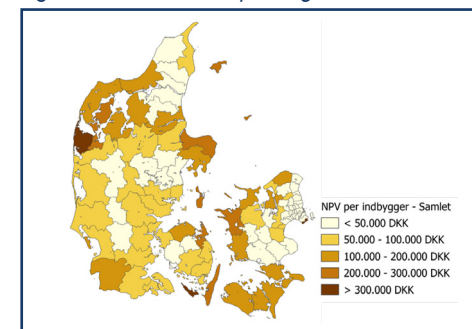 NPV per indbygger - Samlet
< 50.000 DKK
50.000 - 100.000 DKK
100.000 - 200.000 DKK
200.000 - 300.000 DKK
> 300.000 DKK